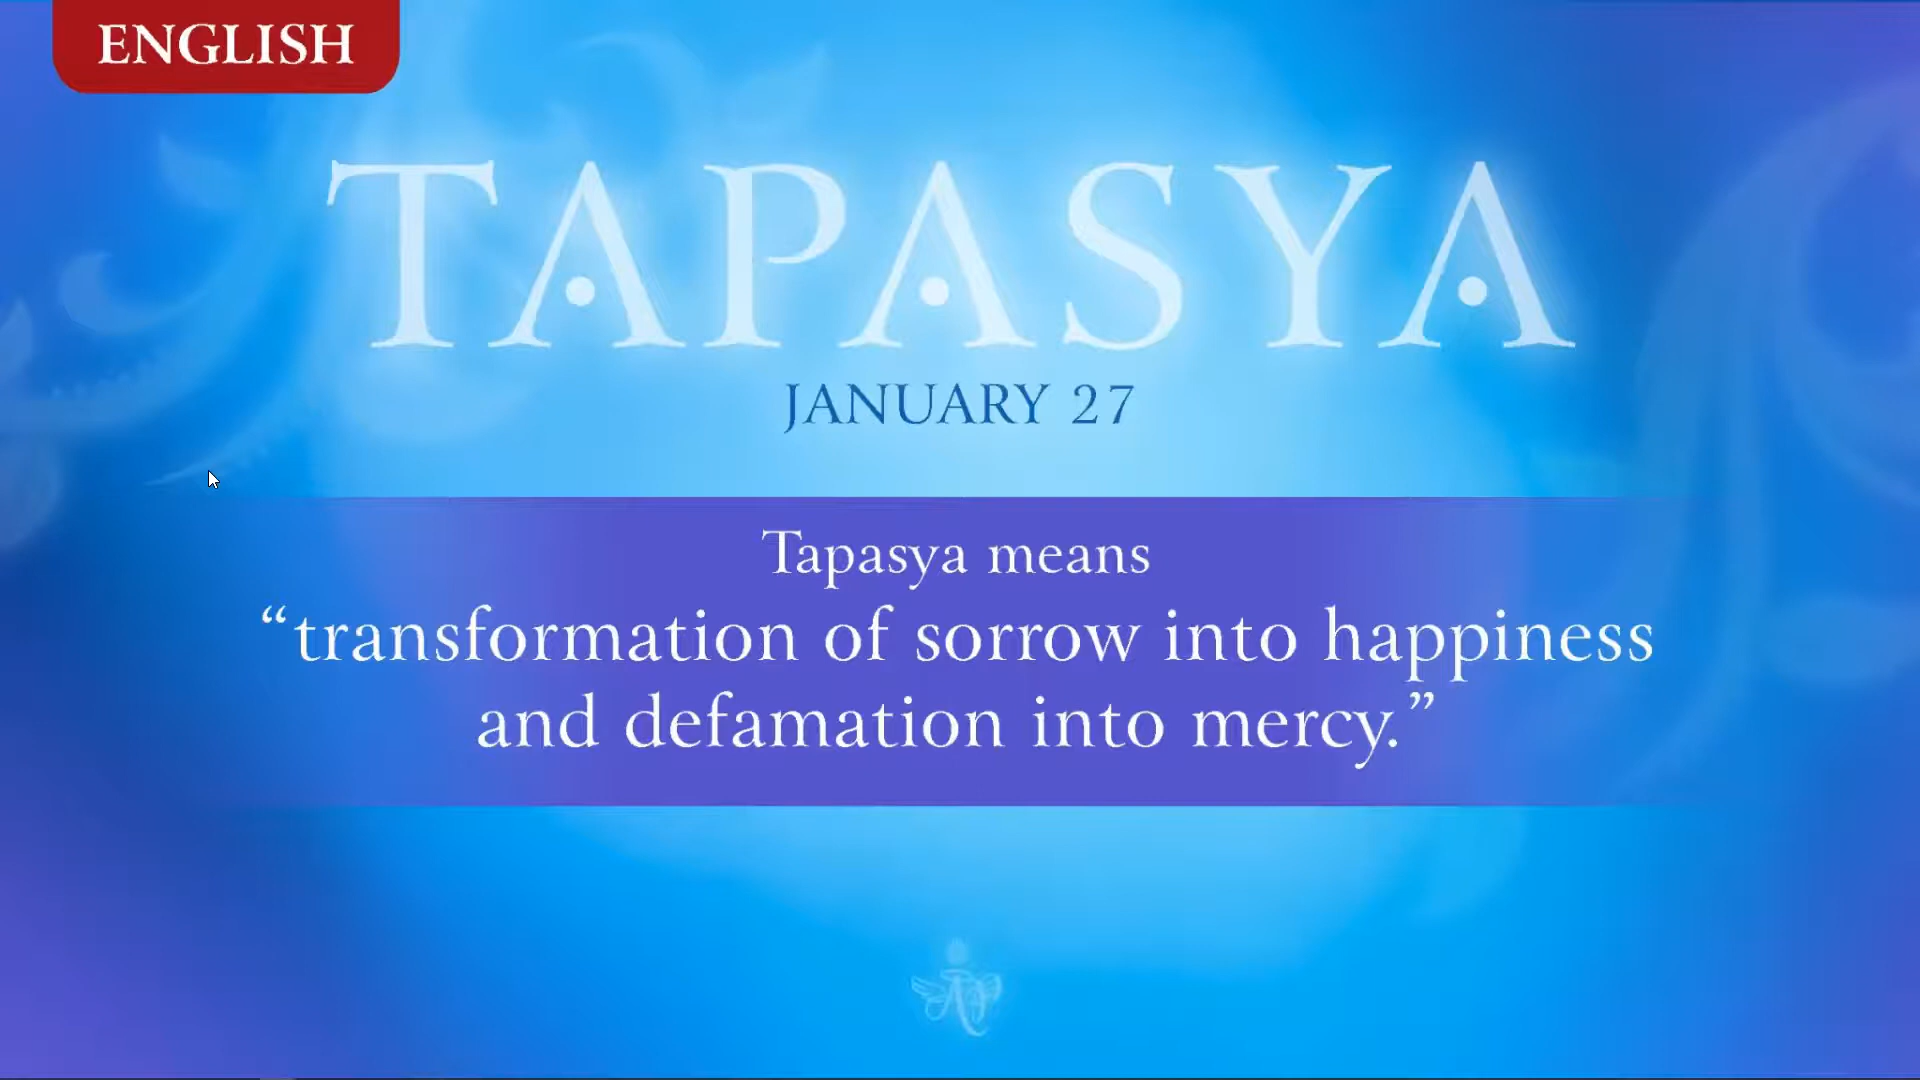 ENGLISH
TAPASYA
JANUARY 27
Tapasya means
“transformation of sorrow into happiness
and defamation into mercy.”